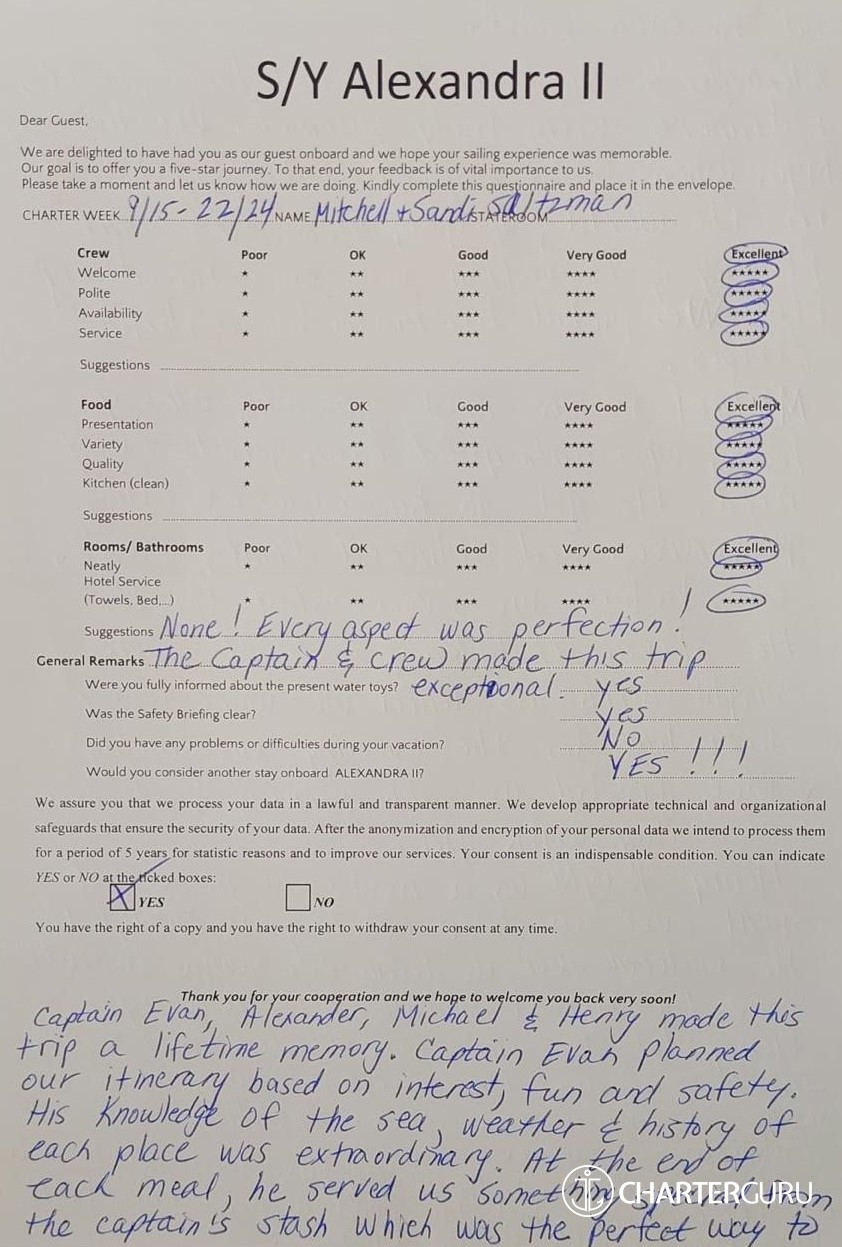 S/Y Alexandra II
Dear Guest,
We are delighted to have had you as our guest onboard and we hope your sailing experience was memorable.
Our goal is to offer you a five-star journey. To that end, your feedback is of vital importance to us.
Please take a moment and let us know how we are doing. Kindly complete this questionnaire and place it in the envelope.
CHARTER WEEK 9/15-22/24 NAME Mitchell + Sandi Saltzman STATEROOM
Crew Poor OK Good Very Good Excellent
Welcome * ** *** **** *****
Polite * ** *** **** *****
Availability * ** *** **** *****
Service * ** *** **** *****
Suggestions
Food Poor OK Good Very Good Excellent
Presentation * ** *** **** *****
Variety * ** *** **** *****
Quality * ** *** **** *****
Kitchen (clean) * ** *** **** *****
Suggestions
Rooms/ Bathrooms Poor OK Good Very Good Excellent
Neatly * ** *** **** *****
Hotel Service
(Towels, Bed,...) * ** *** **** *****
Suggestions None! Every aspect was perfection!
General Remarks The Captain & crew made this trip
Were you fully informed about the present water toys? exceptional. yes
Was the Safety Briefing clear? yes
Did you have any problems or difficulties during your vacation? NO
Would you consider another stay onboard ALEXANDRA II? YES!!!
We assure you that we process your data in a lawful and transparent manner. We develop appropriate technical and organizational
safeguards that ensure the security of your data. After the anonymization and encryption of your personal data we intend to process them
for a period of 5 years for statistic reasons and to improve our services. Your consent is an indispensable condition. You can indicate
YES or NO at the ticked boxes:
X YES NO
You have the right of a copy and you have the right to withdraw your consent at any time.
Thank you for your cooperation and we hope to welcome you back very soon!
Captain Evan, Alexander, Michael & Henry made this
trip a lifetime memory. Captain Evan planned
our itinerary based on interest, fun and safety.
His knowledge of the sea, weather & history of
each place was extraordinary. At the end of
each meal, he served us something special from
the captain's stash which was the perfect way to
CHARTERGURU